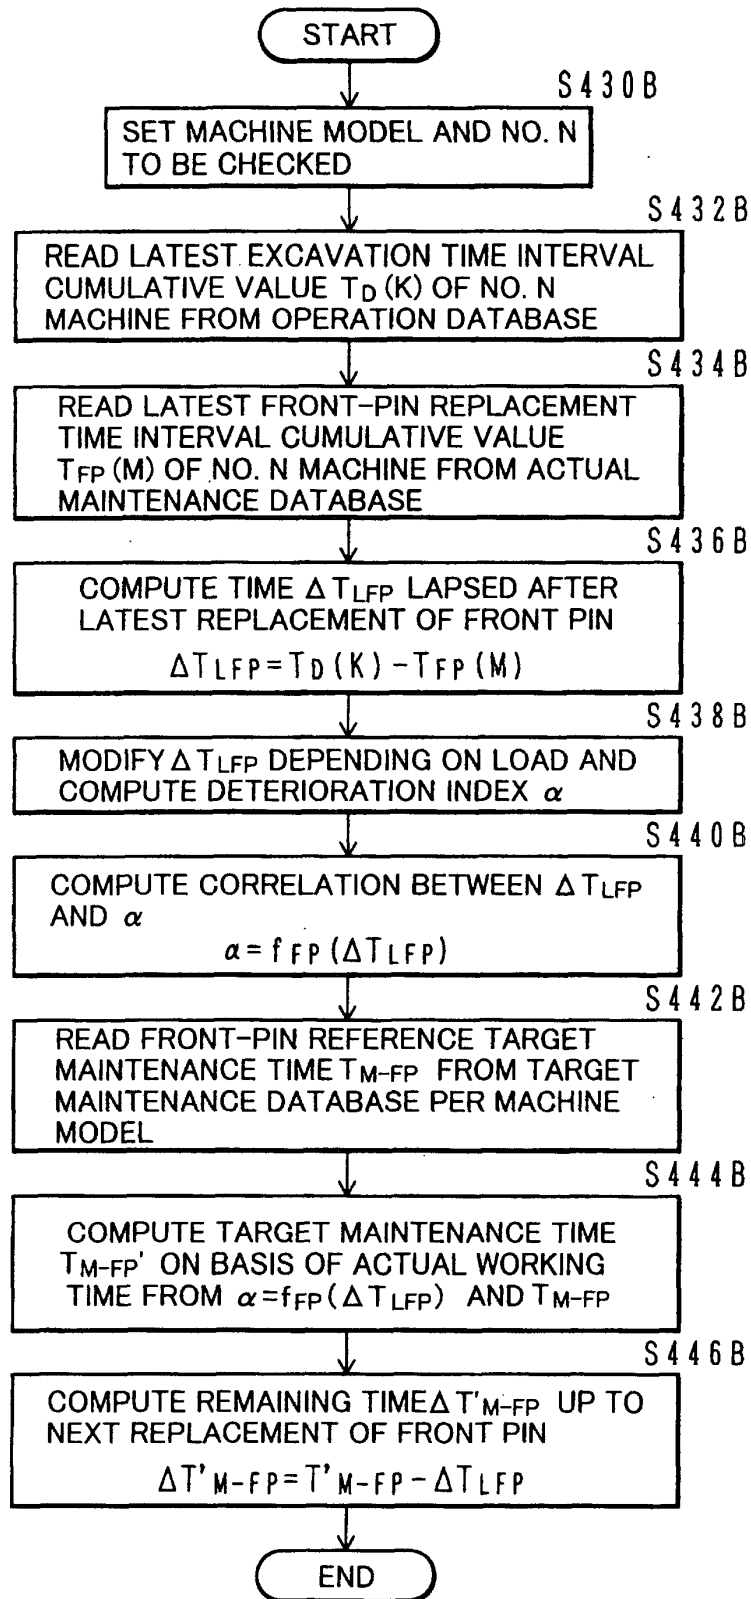 START
S430B
SET MACHINE MODEL AND NO. N
TO BE CHECKED
S432B
READ LATEST EXCAVATION TIME INTERVAL
CUMULATIVE VALUE TD (K) OF NO. N
MACHINE FROM OPERATION DATABASE
S434B
READ LATEST FRONT-PIN REPLACEMENT
TIME INTERVAL CUMULATIVE VALUE
TFP (M) OF NO. N MACHINE FROM ACTUAL
MAINTENANCE DATABASE
S436B
COMPUTE TIME ΔTLFP LAPSED AFTER
LATEST REPLACEMENT OF FRONT PIN
ΔTLFP=TD (K) -TFP (M)
S438B
MODIFY ΔTLFP DEPENDING ON LOAD AND
COMPUTE DETERIORATION INDEX α
S440B
COMPUTE CORRELATION BETWEEN ΔTLFP
AND α
α=fFP (ΔTLFP)
S442B
READ FRONT-PIN REFERENCE TARGET
MAINTENANCE TIME TM-FP FROM TARGET
MAINTENANCE DATABASE PER MACHINE
MODEL
S444B
COMPUTE TARGET MAINTENANCE TIME
TM-FP' ON BASIS OF ACTUAL WORKING
TIME FROM α=fFP (ΔTLFP) AND TM-FP
S446B
COMPUTE REMAINING TIME ΔT'M-FP UP TO
NEXT REPLACEMENT OF FRONT PIN
ΔT'M-FP=T'M-FP-ΔTLFP
END